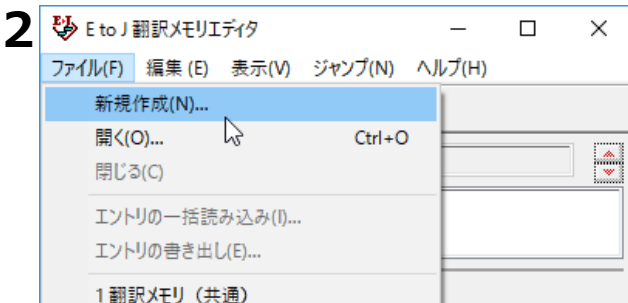 2
E to J 翻訳メモリエディタ
ファイル(F) 編集 (E) 表示(V) ジャンプ(N) ヘルプ(H)
新規作成(N)...
開く(O)... Ctrl+O
閉じる(C)
エントリの一括読み込み(I)...
エントリの書き出し(E)...
1 翻訳メモリ（共通）